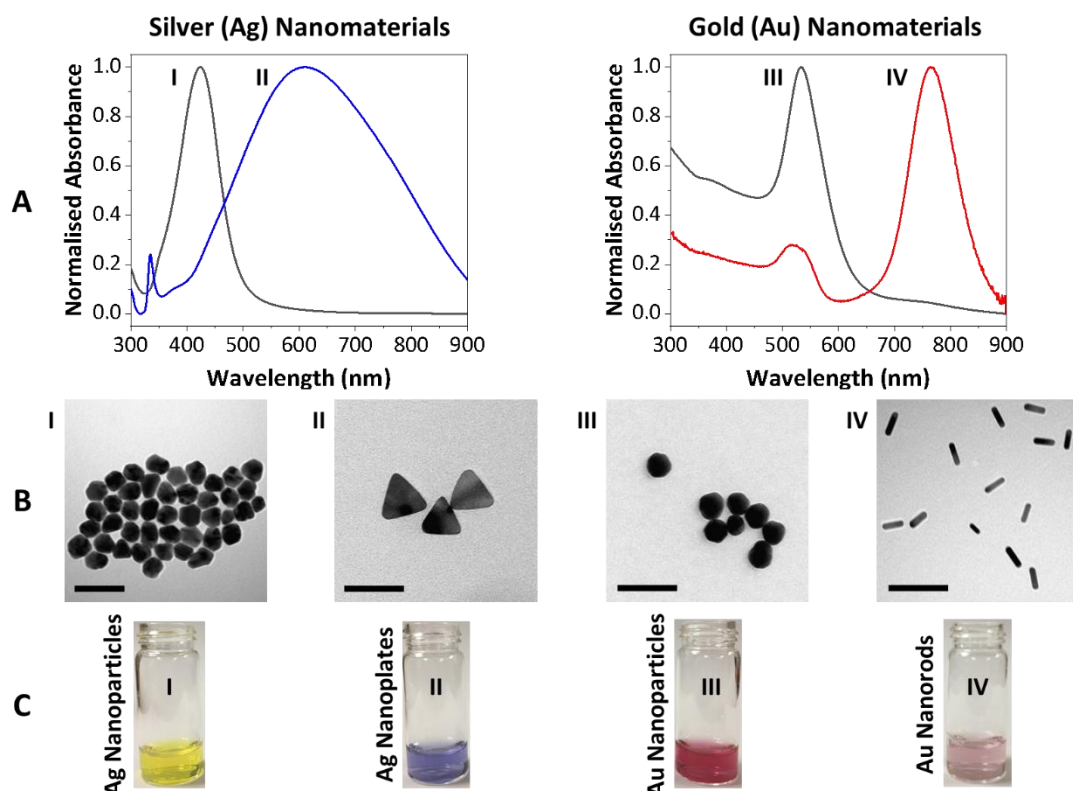 Silver (Ag) Nanomaterials
Gold (Au) Nanomaterials
A
Normalised Absorbance
1.0
0.8
0.6
0.4
0.2
0.0
I
II
300 400 500 600 700 800 900
Wavelength (nm)
Normalised Absorbance
1.0
0.8
0.6
0.4
0.2
0.0
III
IV
300 400 500 600 700 800 900
Wavelength (nm)
B
I
II
III
IV
C
Ag Nanoparticles
I
Ag Nanoplates
II
Au Nanoparticles
III
Au Nanorods
IV